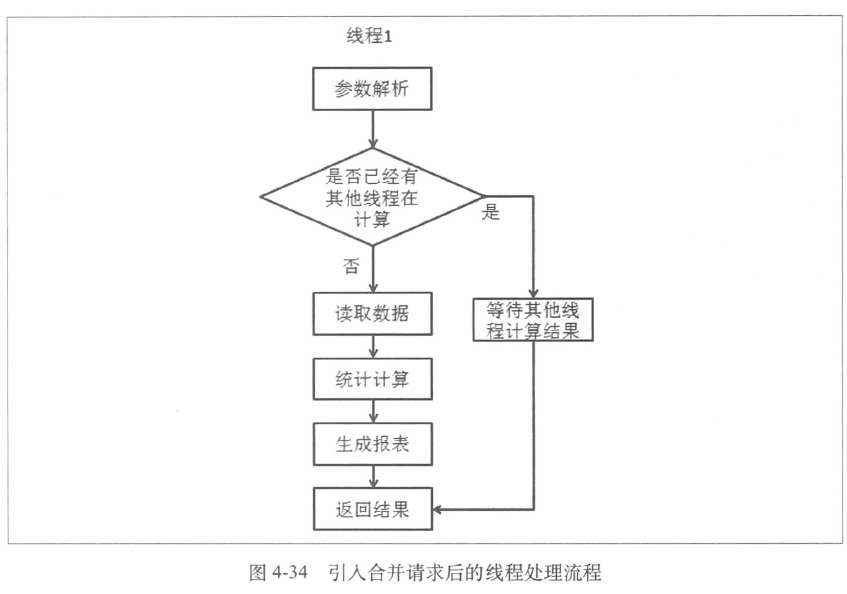 线程1
参数解析
是否已经有
其他线程在
计算
是
否
读取数据
等待其他线
程计算结果
统计计算
生成报表
返回结果
图 4-34 引入合并请求后的线程处理流程